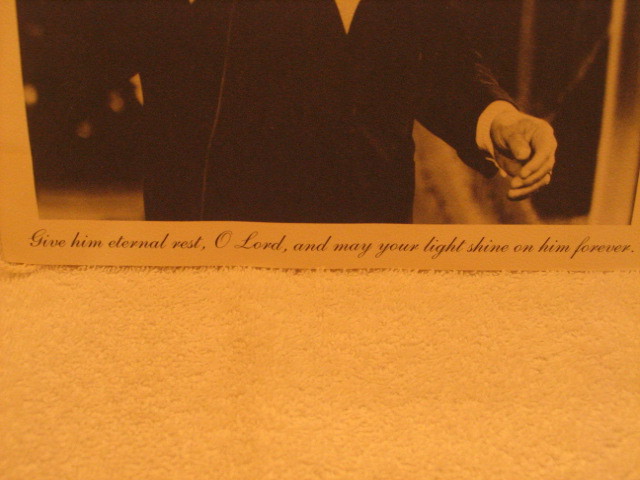 Give him eternal rest, O Lord, and may your light shine on him forever.